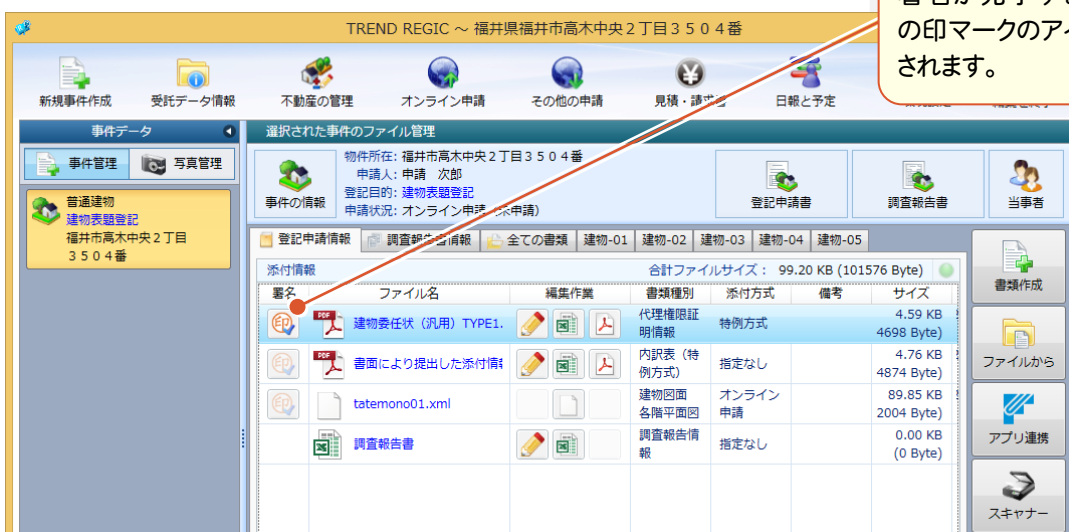 の印マークのアイ
されます。
TREND REGIC ～ 福井県福井市高木中央２丁目３５０４番
新規事件作成
受託データ情報
不動産の管理
オンライン申請
その他の申請
見積・請
日報と予定
事件データ
選択された事件のファイル管理
事件管理
写真管理
普通建物
建物表題登記
福井市高木中央２丁目
３５０４番
事件の情報
物件所在: 福井市高木中央２丁目３５０４番
申請人: 申請 次郎
登記目的: 建物表題登記
申請状況: オンライン申請 (未申請)
登記申請書
調査報告書
当事者
登記申請情報
調査報告書情報
全ての書類
建物-01
建物-02
建物-03
建物-04
建物-05
添付情報
合計ファイルサイズ： 99.20 KB (101576 Byte)
署名 ファイル名 編集作業 書類種別 添付方式 備考 サイズ
印 PDF 建物委任状（汎用）TYPE1. 代理権限証 特例方式 4.59 KB
明情報 4698 Byte)
印 PDF 書面により提出した添付情 内訳表（特 指定なし 4.76 KB
例方式） 4874 Byte)
印 tatemono01.xml 建物図面 オンライン 89.85 KB
各階平面図 申請 2004 Byte)
調査報告書 調査報告情 指定なし 0.00 KB
報 (0 Byte)
書類作成
ファイルから
アプリ連携
スキャナー